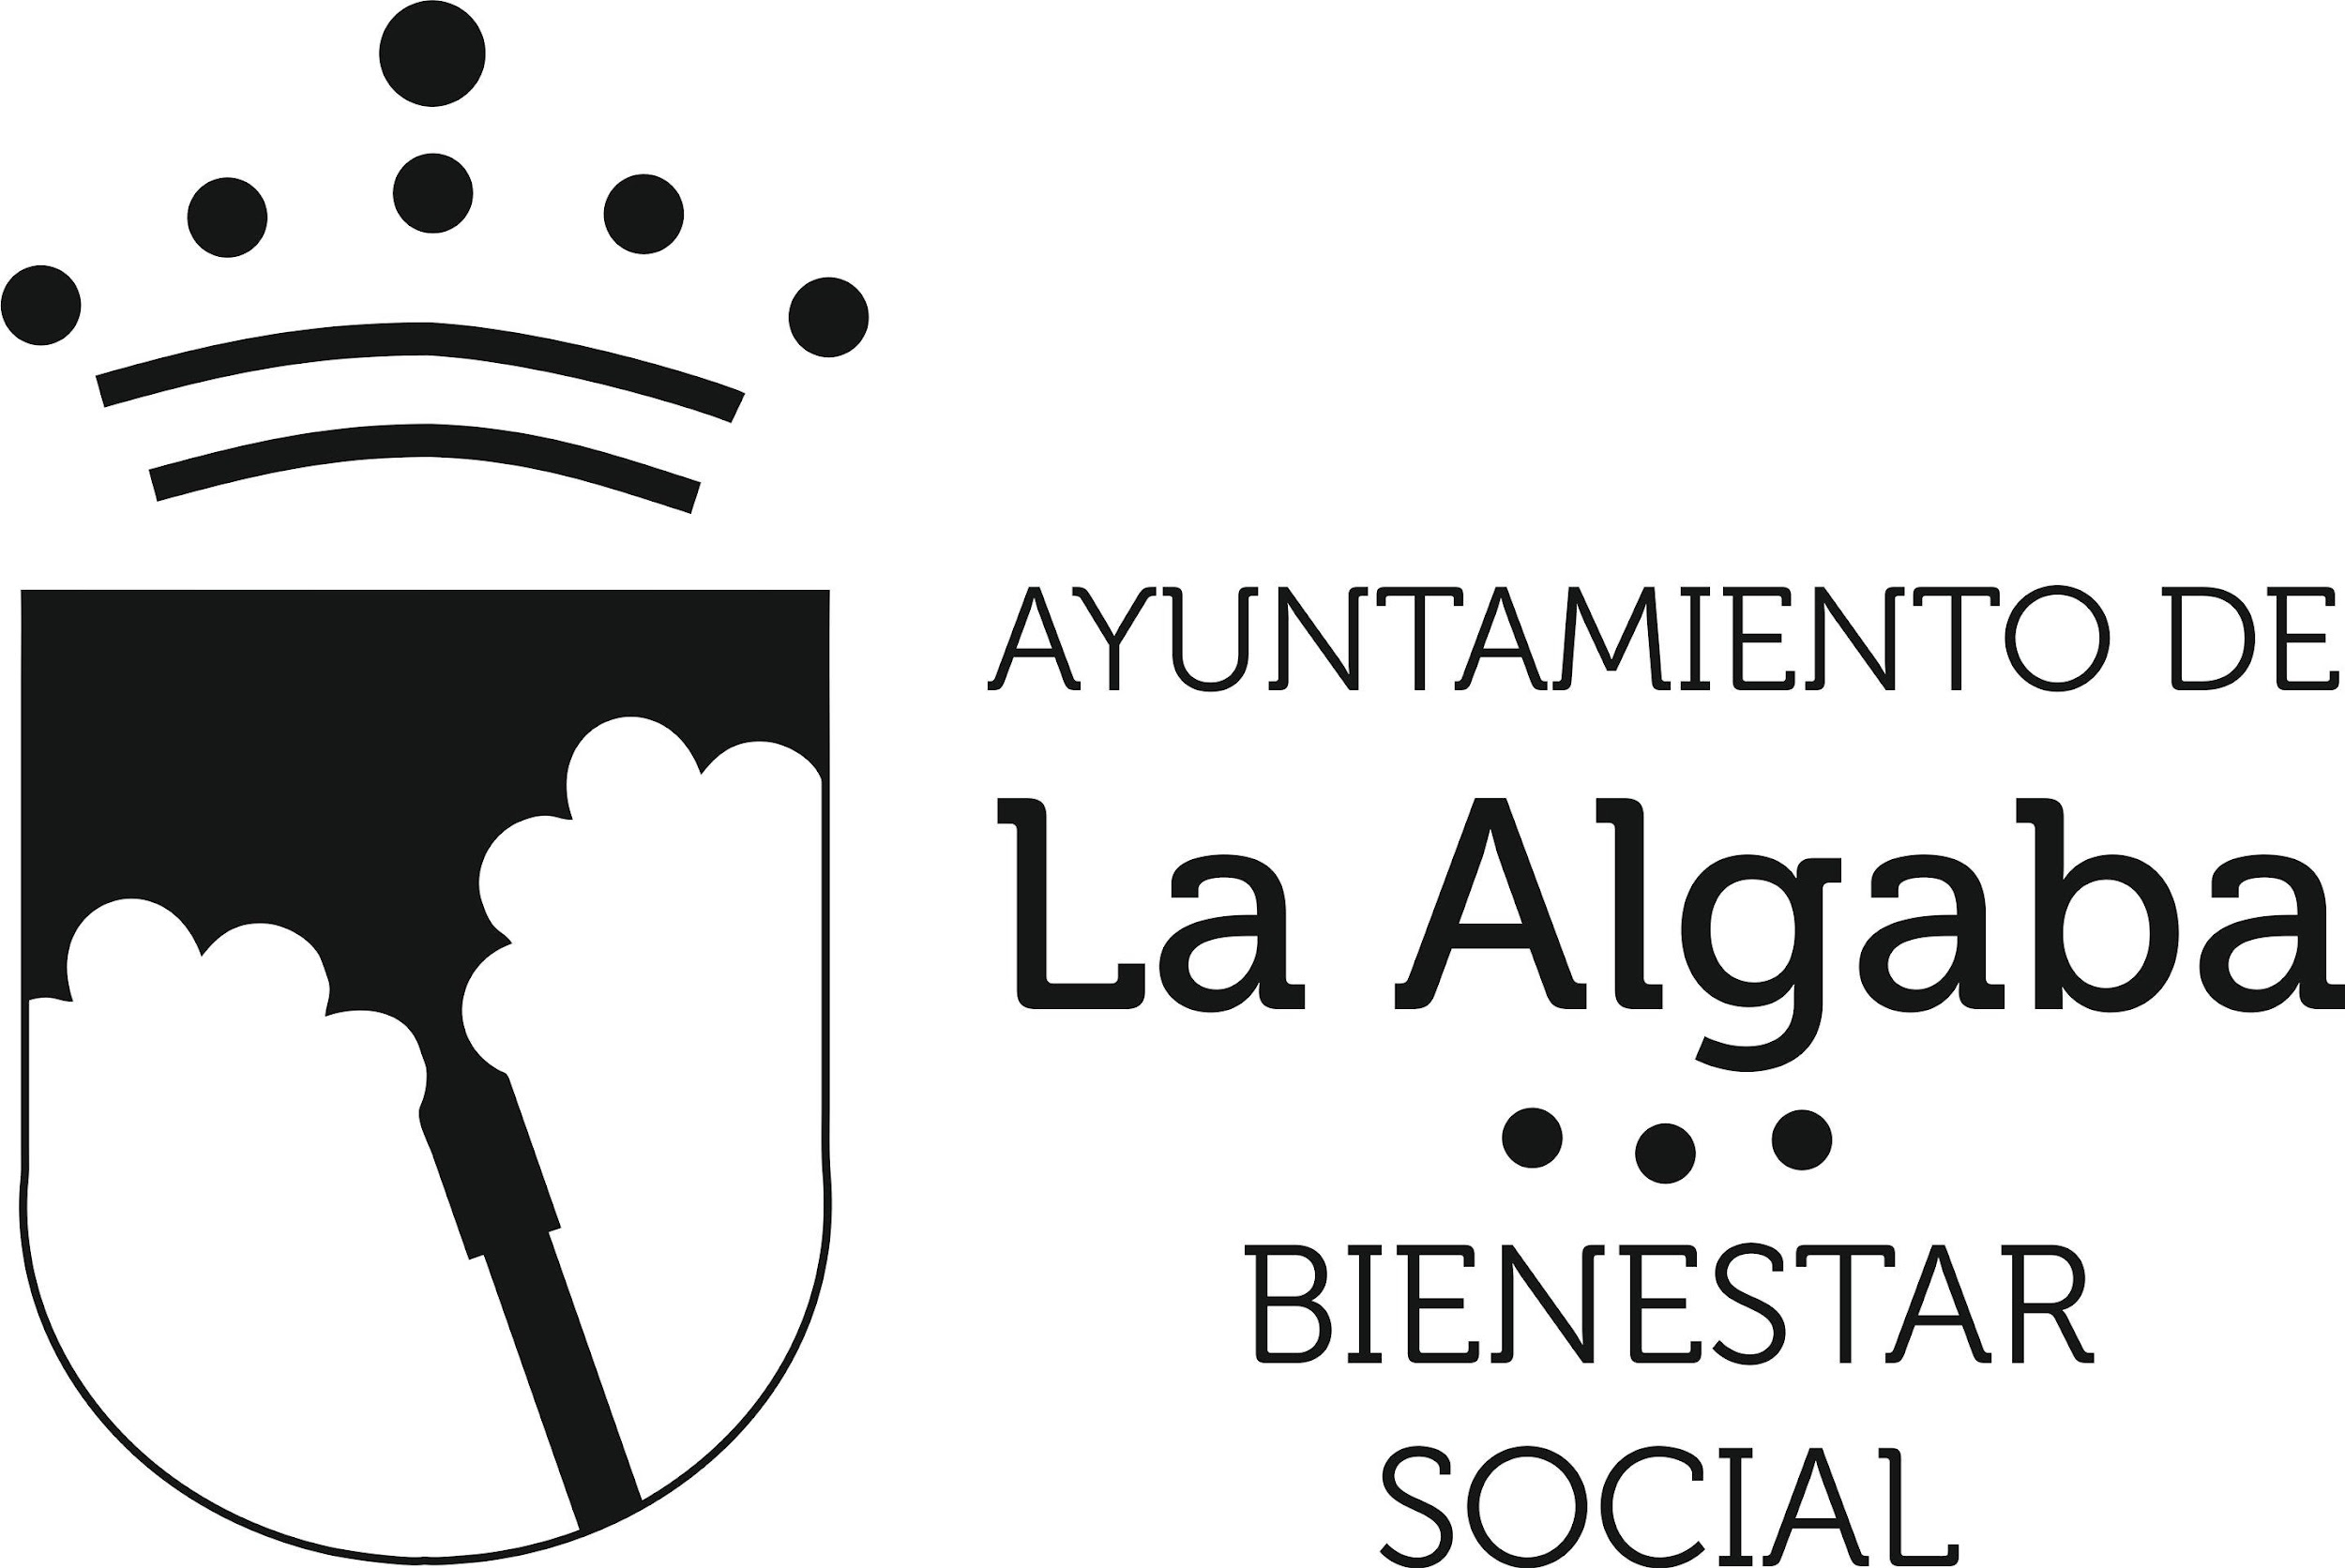 AYUNTAMIENTO DE
La Algaba
BIENESTAR
SOCIAL